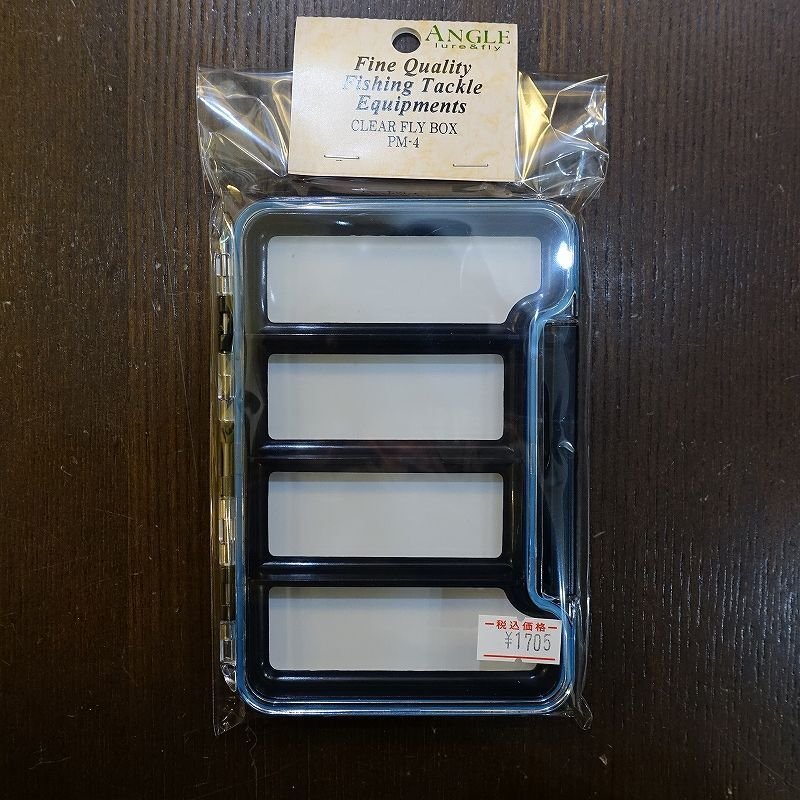 ANGLE
lure&fly
Fine Quality
Fishing Tackle
Equipments
CLEAR FLY BOX
PM-4
税込価格
¥1705